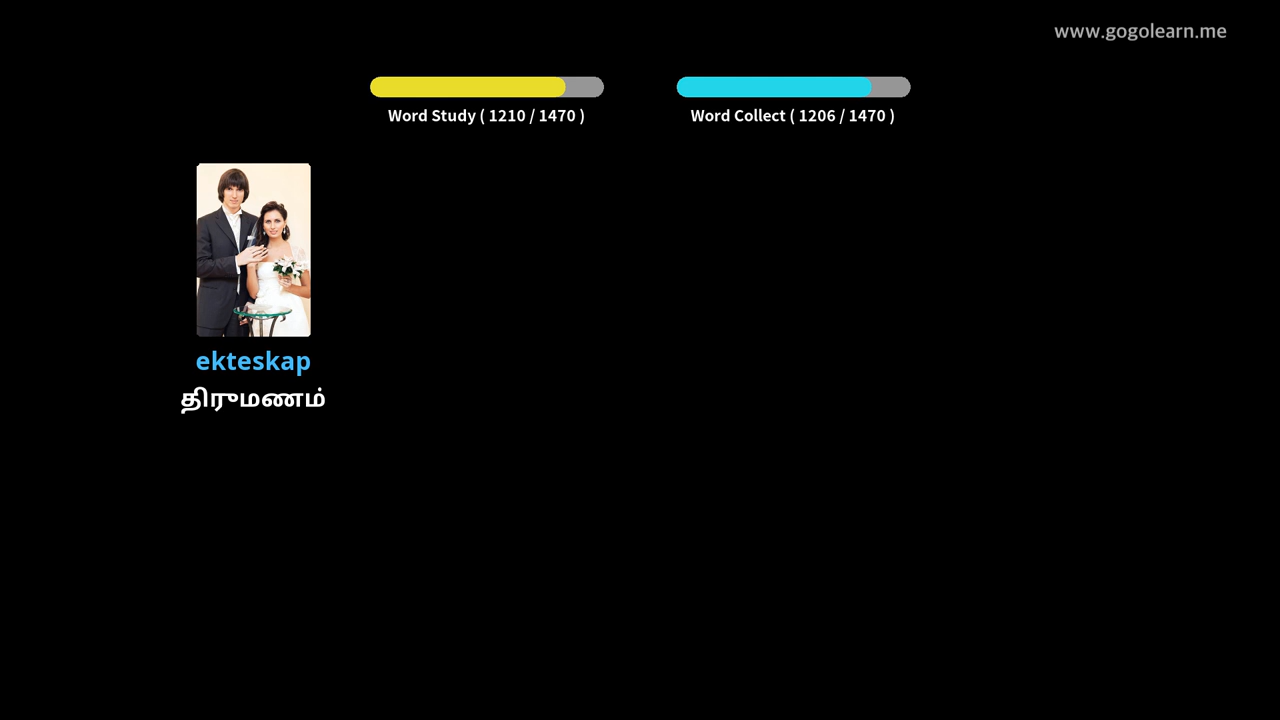 www.gogolearn.me
Word Study ( 1210 / 1470 )
Word Collect ( 1206 / 1470 )
ekteskap
திருமணம்